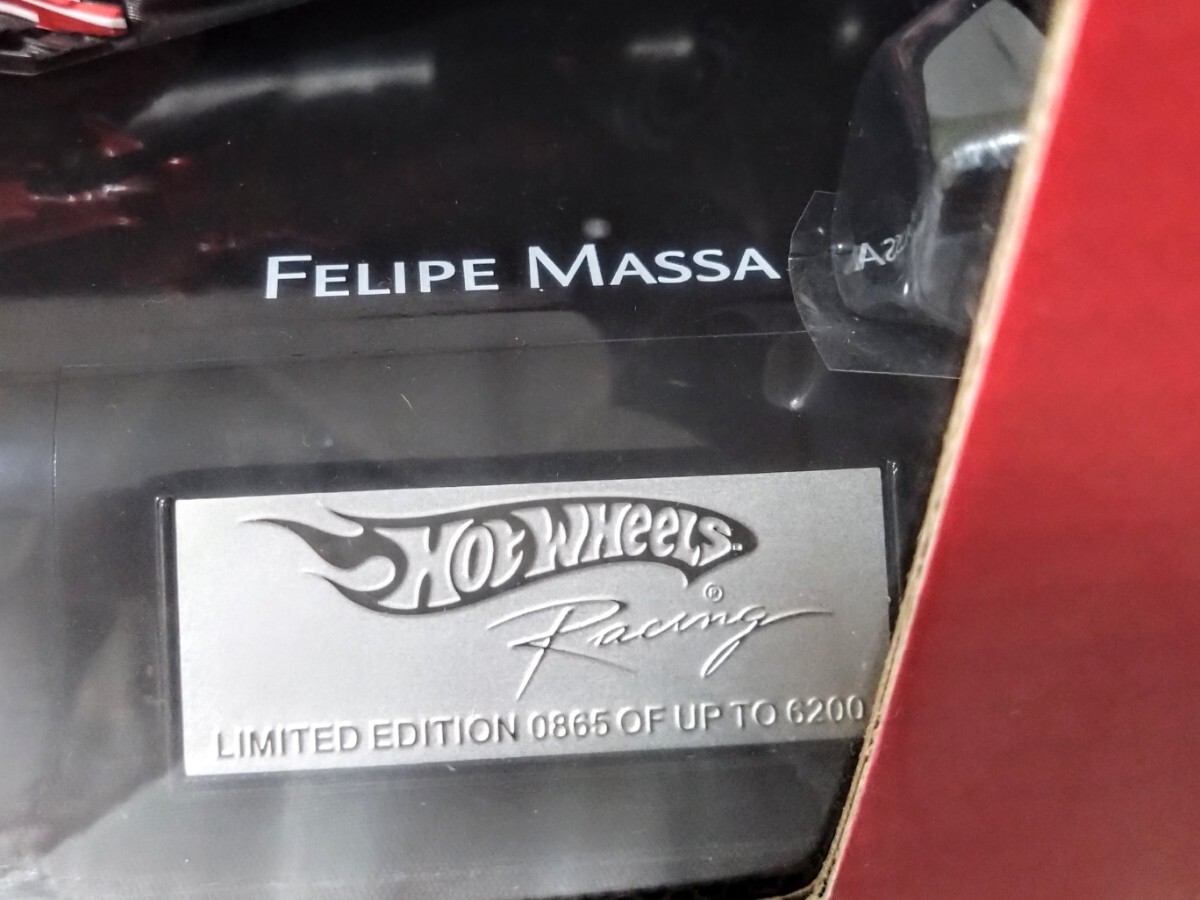 FELIPE MASSA
HOT WHEELS
®
Racing
LIMITED EDITION 0865 OF UP TO 6200